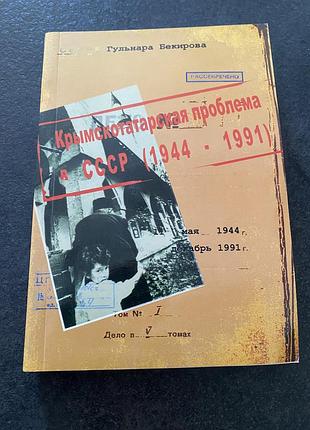 Гульнара Бекирова
РАССЕКРЕЧЕНО
Крымскотатарская проблема
в СССР (1944 - 1991)
мая 1944 г.
декабрь 1991 г.
том № I
Дело в V томах